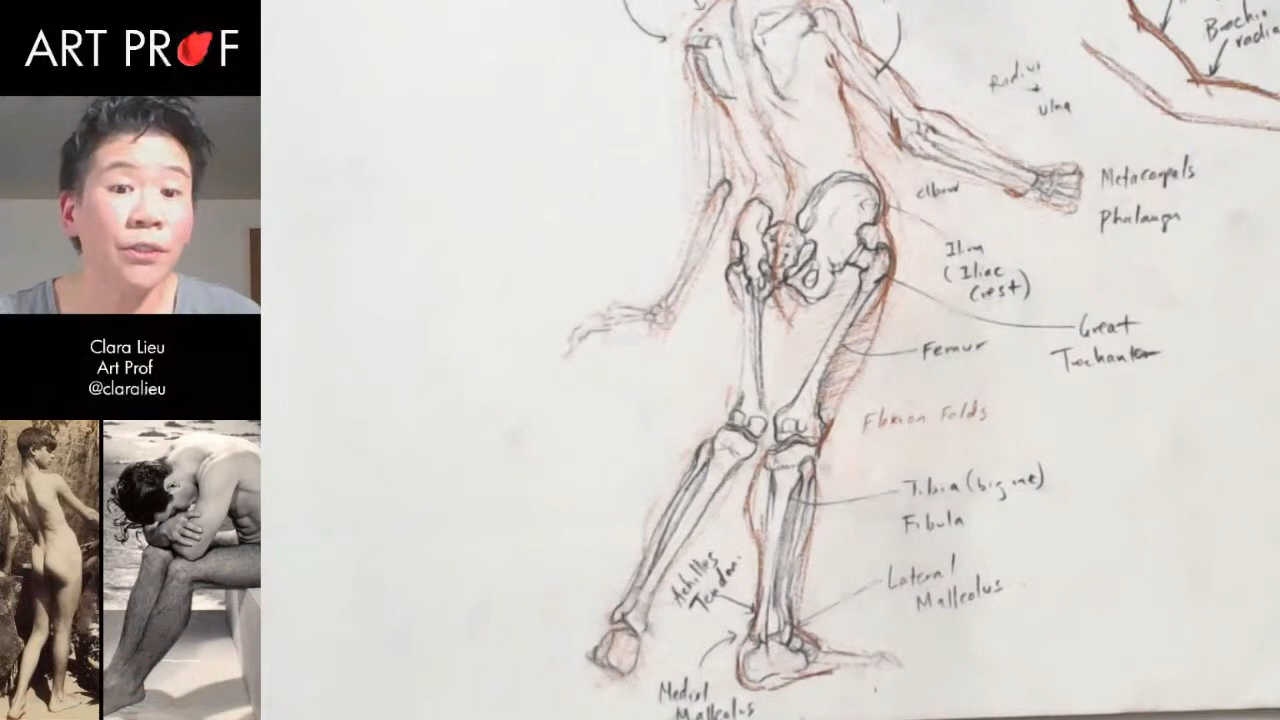 ART PROF
Clara Lieu
Art Prof
@claralieu
Radius
Ulna
elbow
Metacarpals
Ilium
(Iliac
Crest)
Great
Trochanter
Femur
Flexion Folds
Tibia (big one)
Fibula
Achilles
Tendon
Lateral
Malleolus
Medial
Malleolus